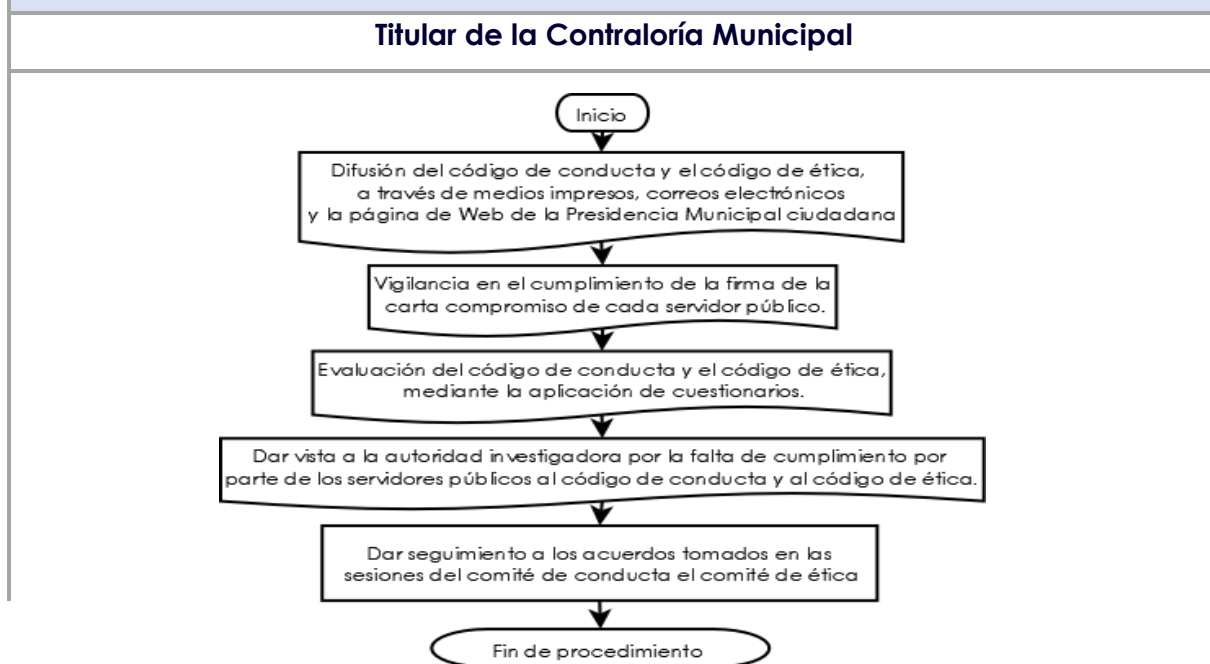 Titular de la Contraloría Municipal
Inicio
Difusión del código de conducta y el código de ética,
a través de medios impresos, correos electrónicos
y la página de Web de la Presidencia Municipal ciudadana
Vigilancia en el cumplimiento de la firma de la
carta compromiso de cada servidor público.
Evaluación del código de conducta y el código de ética,
mediante la aplicación de cuestionarios.
Dar vista a la autoridad investigadora por la falta de cumplimiento por
parte de los servidores públicos al código de conducta y al código de ética.
Dar seguimiento a los acuerdos tomados en las
sesiones del comité de conducta el comité de ética
Fin de procedimiento